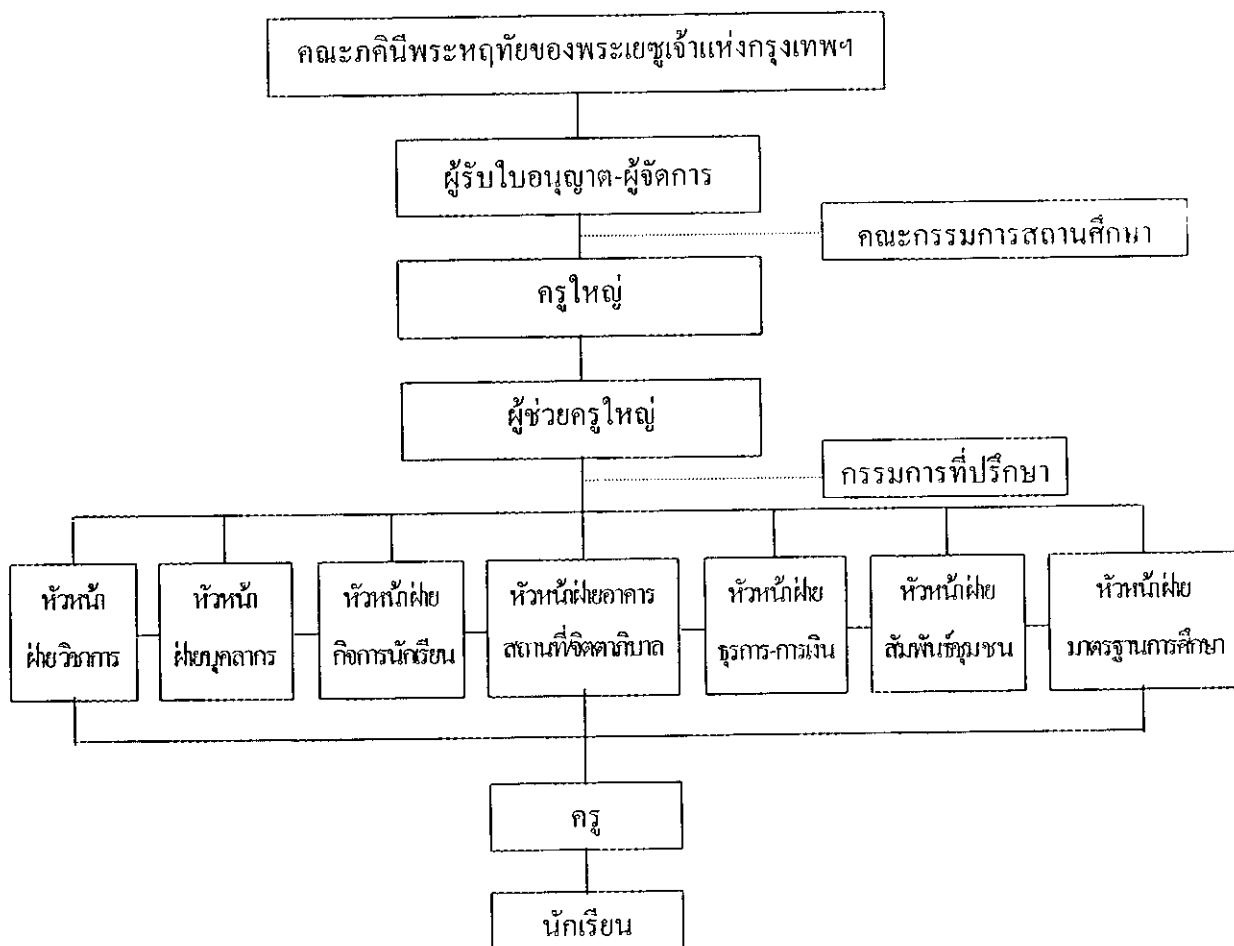 คณะภคินีพระหฤทัยของพระเยซูเจ้าแห่งกรุงเทพฯ
ผู้รับใบอนุญาต-ผู้จัดการ
คณะกรรมการสถานศึกษา
ครูใหญ่
ผู้ช่วยครูใหญ่
กรรมการที่ปรึกษา
หัวหน้า
ฝ่ายวิชาการ
หัวหน้า
ฝ่ายบุคลากร
หัวหน้าฝ่าย
กิจการนักเรียน
หัวหน้าฝ่ายอาคาร
สถานที่จิตตาภิบาล
หัวหน้าฝ่าย
ธุรการ-การเงิน
หัวหน้าฝ่าย
สัมพันธ์ชุมชน
หัวหน้าฝ่าย
มาตรฐานการศึกษา
ครู
นักเรียน